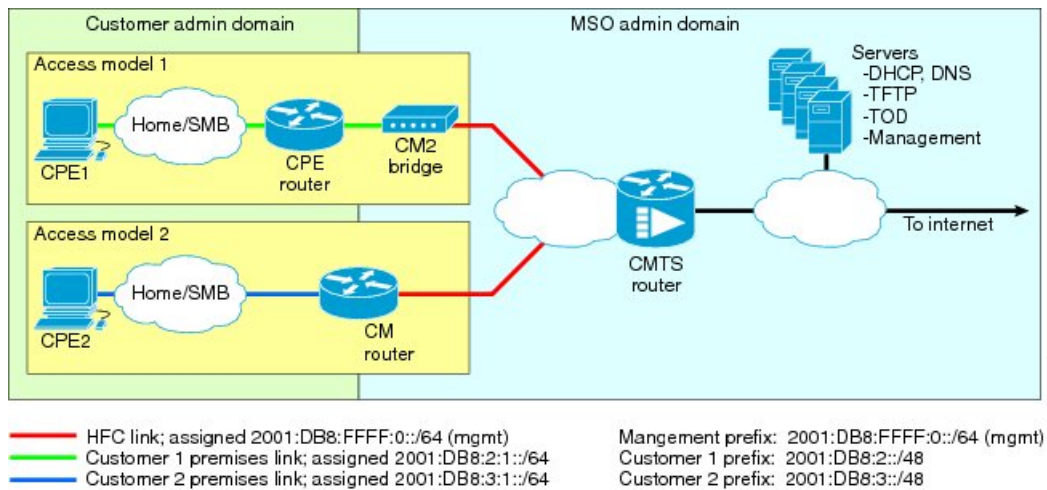 Customer admin domain
MSO admin domain
Access model 1
Home/SMB
CPE1
CPE
router
CM2
bridge
Servers
-DHCP, DNS
-TFTP
-TOD
-Management
CMTS
router
To internet
Access model 2
Home/SMB
CPE2
CM
router
HFC link; assigned 2001:DB8:FFFF:0::/64 (mgmt)
Customer 1 premises link; assigned 2001:DB8:2:1::/64
Customer 2 premises link; assigned 2001:DB8:3:1::/64
Mangement prefix: 2001:DB8:FFFF:0::/64 (mgmt)
Customer 1 prefix: 2001:DB8:2::/48
Customer 2 prefix: 2001:DB8:3::/48